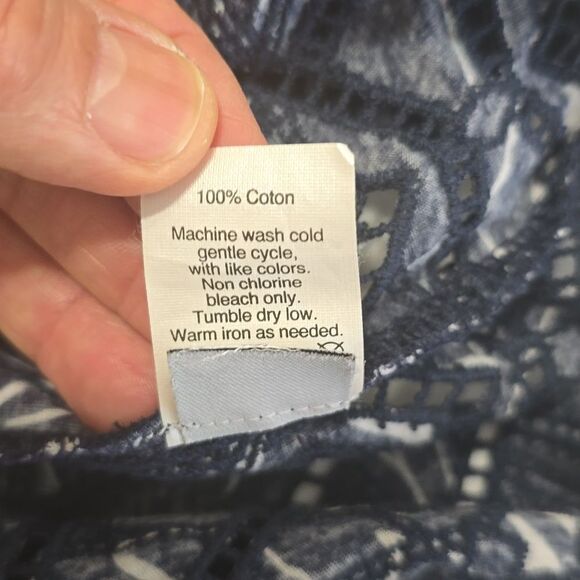 100% Coton
Machine wash cold
gentle cycle,
with like colors.
Non chlorine
bleach only.
Tumble dry low.
Warm iron as needed.